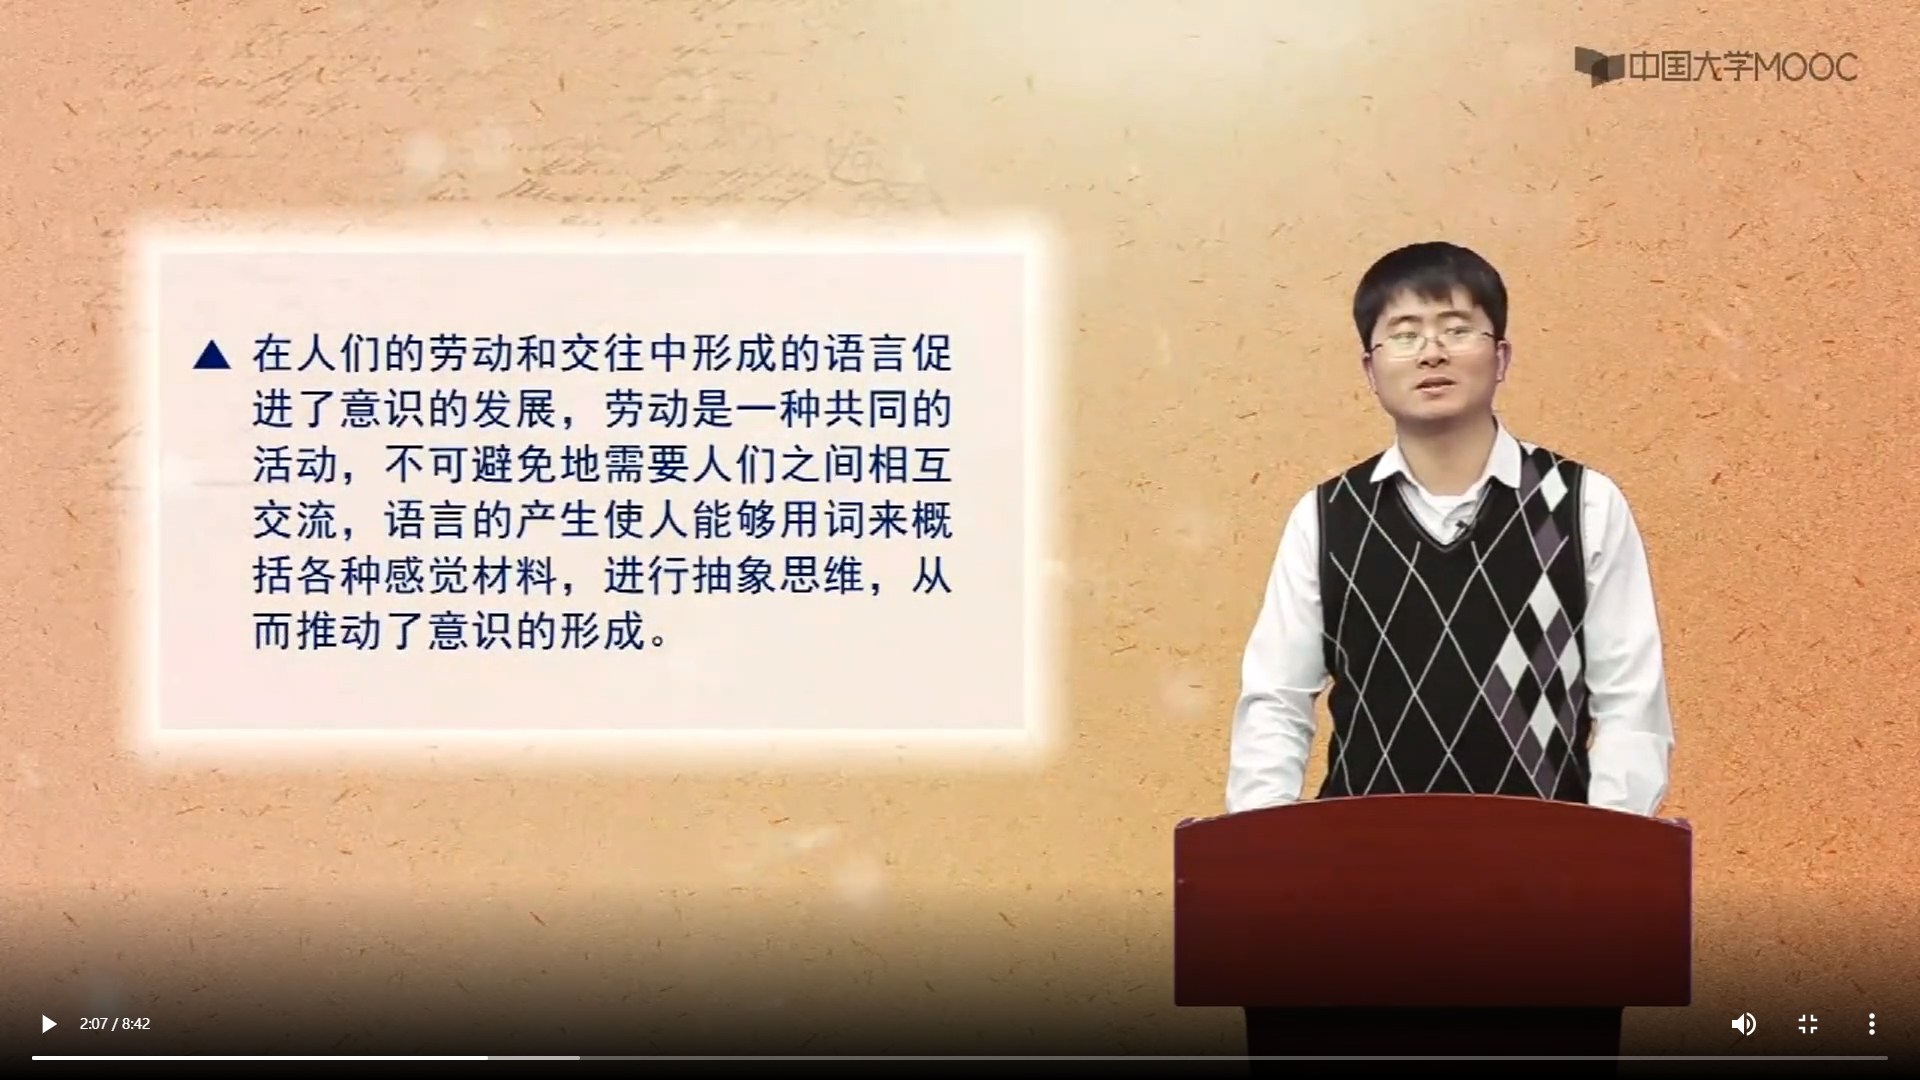 中国大学MOOC
▲ 在人们的劳动和交往中形成的语言促
进了意识的发展，劳动是一种共同的
活动，不可避免地需要人们之间相互
交流，语言的产生使人能够用词来概
括各种感觉材料，进行抽象思维，从
而推动了意识的形成。
2:07 / 8:42